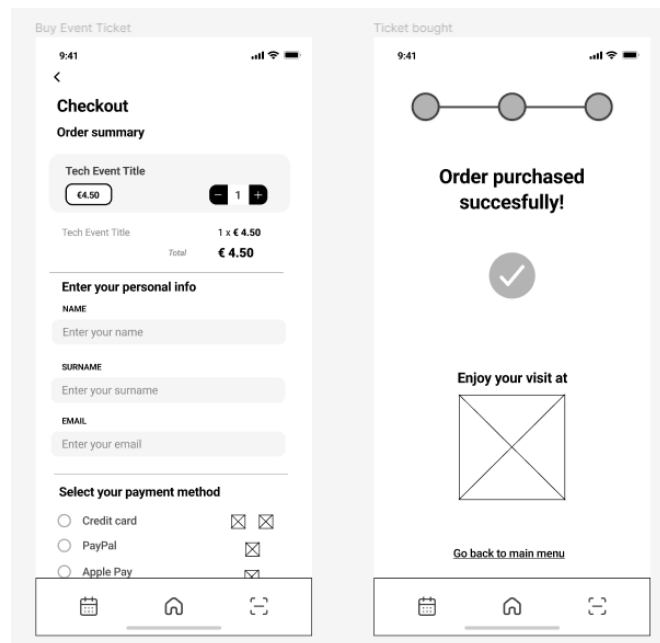 Buy Event Ticket
9:41
Checkout
Order summary
Tech Event Title
€4.50
1
Tech Event Title 1 x € 4.50
Total € 4.50
Enter your personal info
NAME
Enter your name
SURNAME
Enter your surname
EMAIL
Enter your email
Select your payment method
Credit card
PayPal
Apple Pay
Ticket bought
9:41
Order purchased
succesfully!
Enjoy your visit at
Go back to main menu